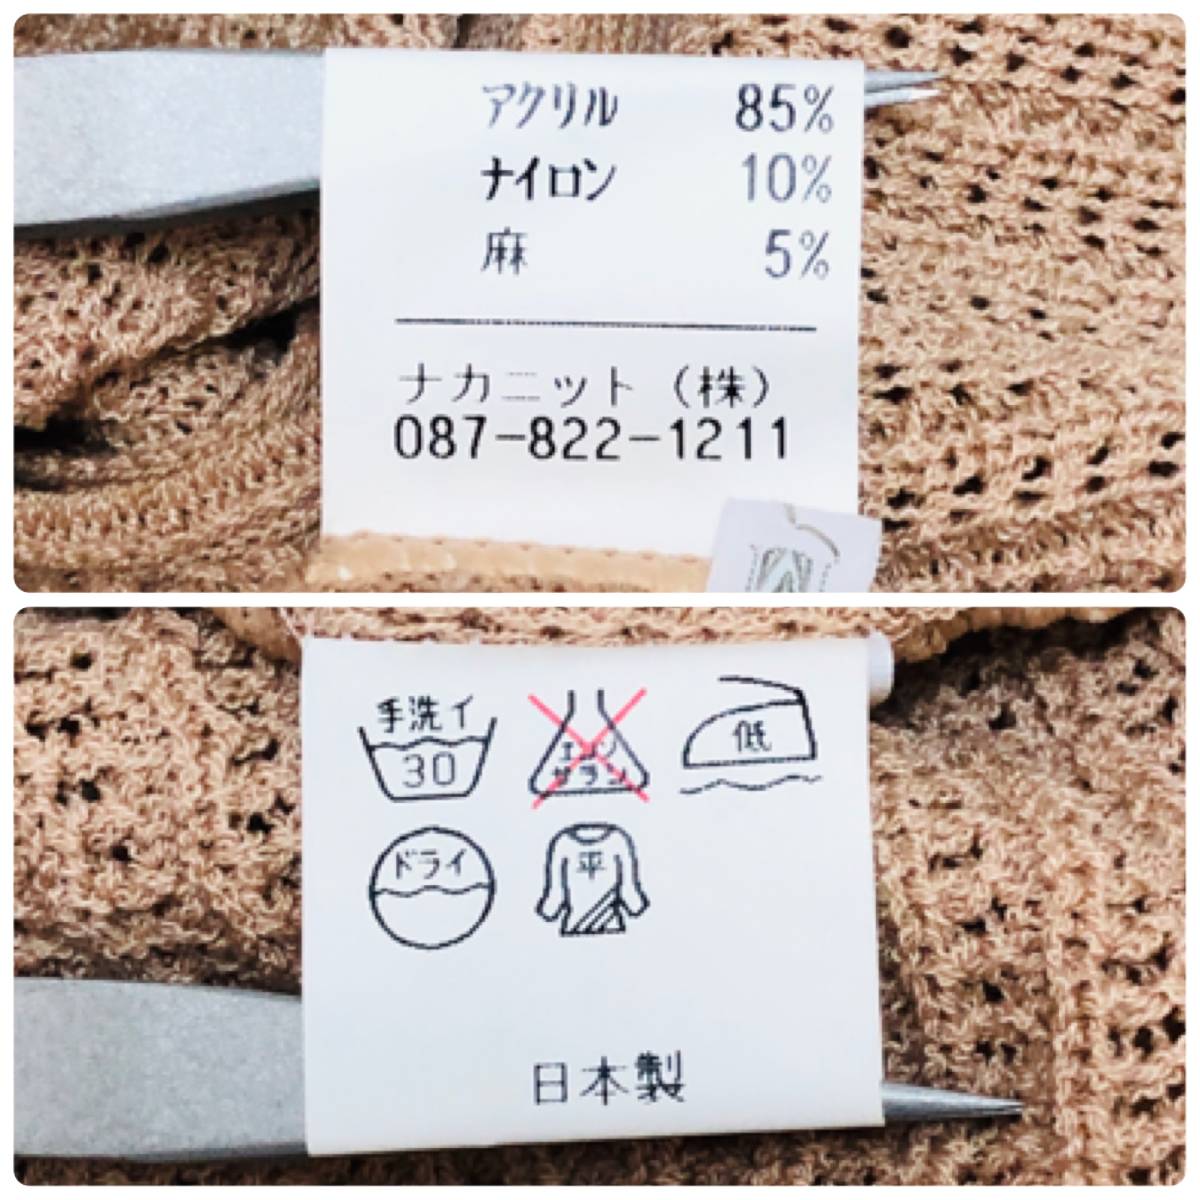 アクリル 85%
ナイロン 10%
麻 5%
ナカニット（株）
087-822-1211
手洗イ
30
エンソ
サラシ
低
ドライ
平
日本製